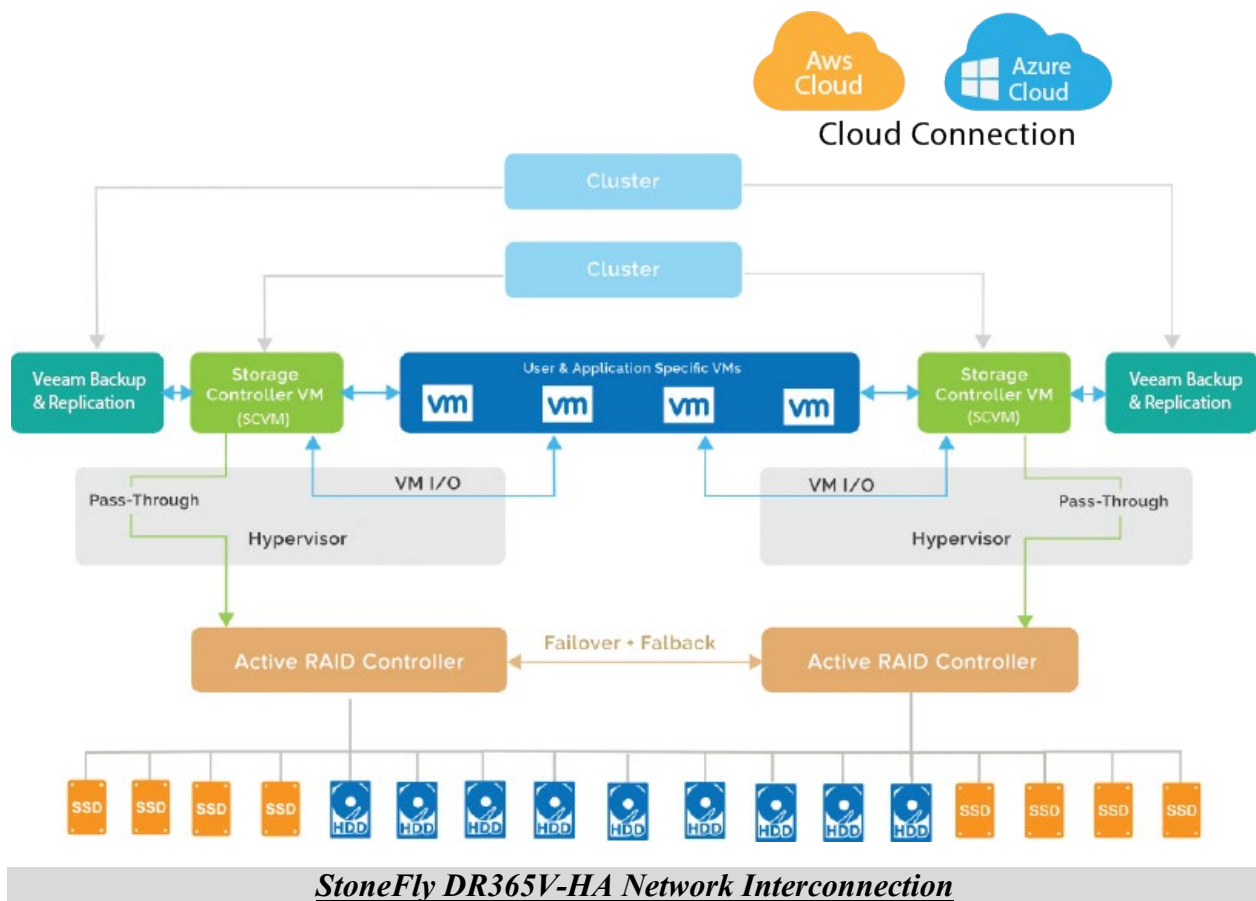 Aws
Cloud
Azure
Cloud
Cloud Connection
Cluster
Cluster
Veeam Backup
& Replication
Storage
Controller VM
(SCVM)
User & Application Specific VMs
vm
vm
vm
vm
Storage
Controller VM
(SCVM)
Veeam Backup
& Replication
Pass-Through
VM I/O
Hypervisor
VM I/O
Pass-Through
Hypervisor
Active RAID Controller
Failover + Falback
Active RAID Controller
SSD
SSD
SSD
SSD
HDD
HDD
HDD
HDD
HDD
HDD
HDD
HDD
HDD
SSD
SSD
SSD
SSD
StoneFly DR365V-HA Network Interconnection